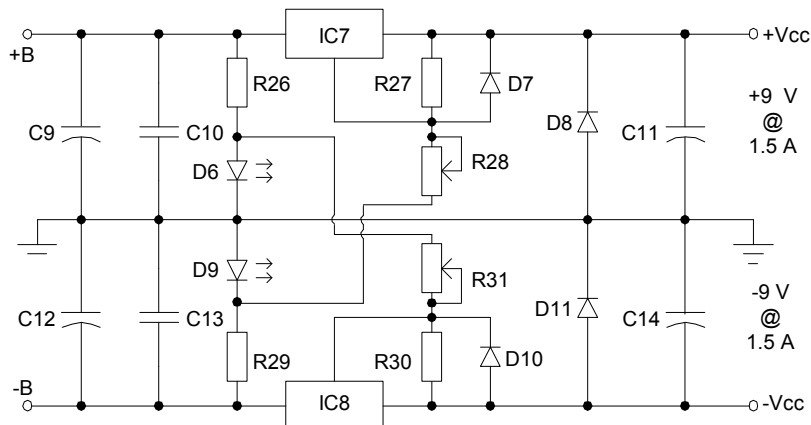 IC7
+B
+Vcc
R26
R27
D7
+9 V
@
1.5 A
C9
C10
D8
C11
D6
R28
D9
R31
C12
C13
D11
C14
-9 V
@
1.5 A
R29
R30
D10
-B
IC8
-Vcc